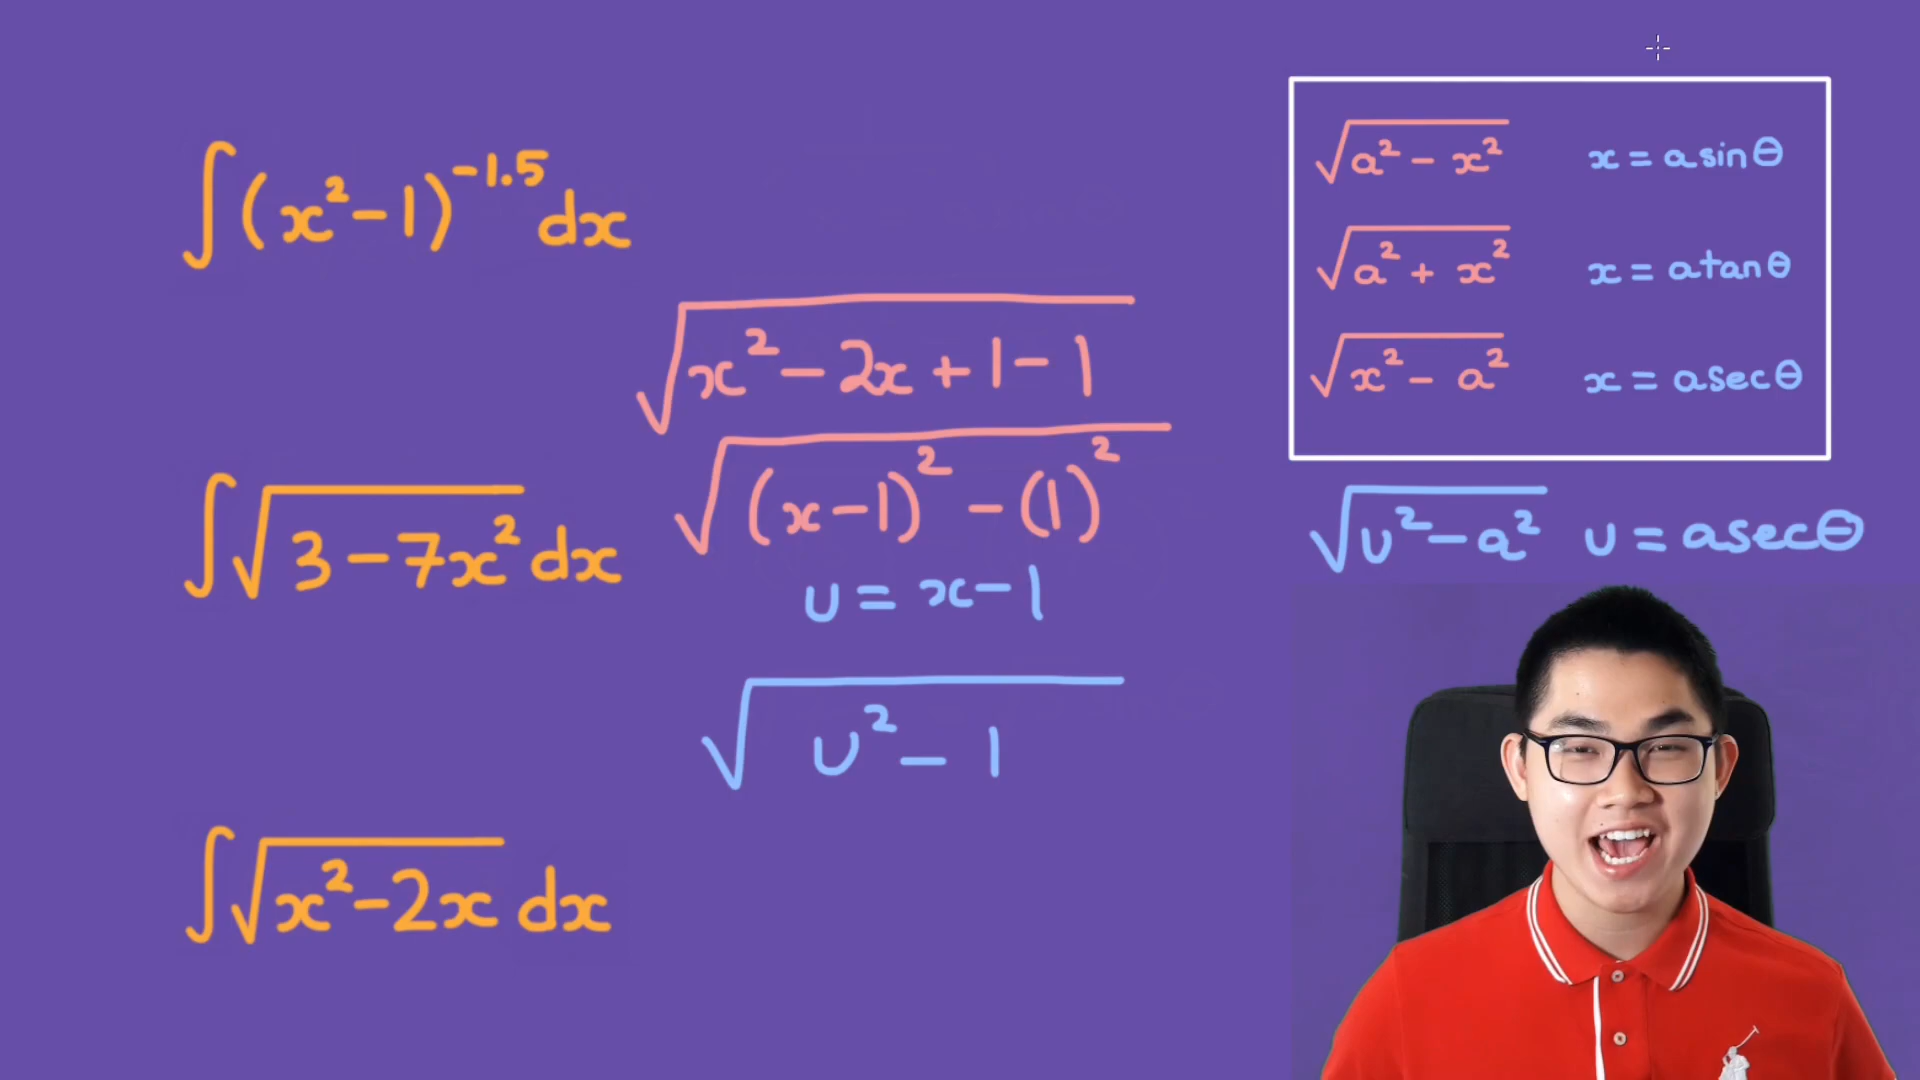 ∫(x²-1)^-1.5 dx
√(x² - 2x + 1 - 1)
√((x-1)² - (1)²)
∫√(3-7x²) dx
u = x-1
√(u² - 1)
∫√(x²-2x) dx
√(a² - x²) x = a sin θ
√(a² + x²) x = a tan θ
√(x² - a²) x = a sec θ
√(u² - a²) u = a sec θ